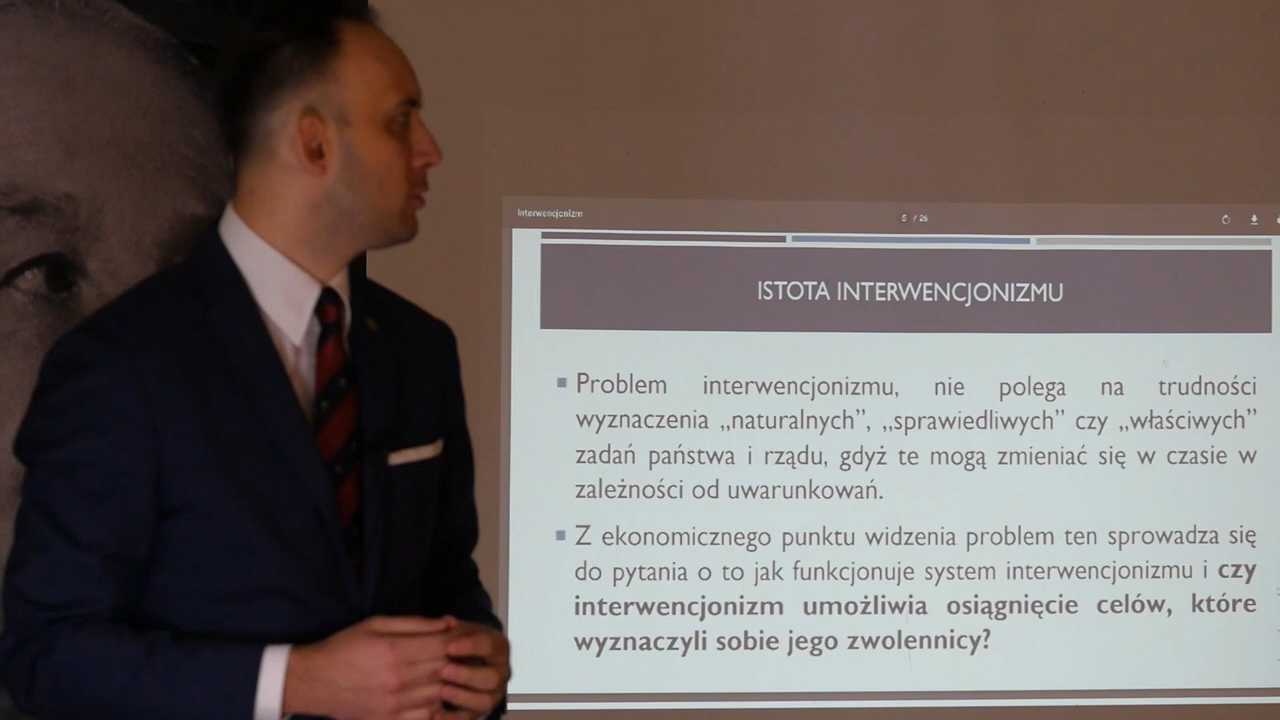 Interwencjonizm
6 / 26
ISTOTA INTERWENCJONIZMU
Problem interwencjonizmu, nie polega na trudności
wyznaczenia „naturalnych”, „sprawiedliwych” czy „właściwych”
zadań państwa i rządu, gdyż te mogą zmieniać się w czasie w
zależności od uwarunkowań.
Z ekonomicznego punktu widzenia problem ten sprowadza się
do pytania o to jak funkcjonuje system interwencjonizmu i czy
interwencjonizm umożliwia osiągnięcie celów, które
wyznaczyli sobie jego zwolennicy?